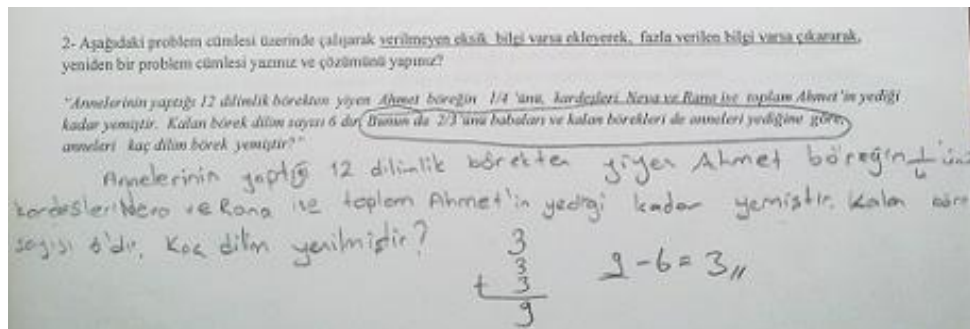 2- Aşağıdaki problem cümlesi üzerinde çalışarak verilmeyen eksik bilgi varsa ekleyerek, fazla verilen bilgi varsa çıkararak,
yeniden bir problem cümlesi yazınız ve çözümünü yapınız?
"Annelerinin yaptığı 12 dilimlik börekten yiyen Ahmet böreğin 1/4 'ünü, kardeşleri Neva ve Rana ise toplam Ahmet'in yediği
kadar yemiştir. Kalan börek dilim sayısı 6 dır. Bunun da 2/3'ünü babaları ve kalan börekleri de anneleri yediğine göre,
anneleri kaç dilim börek yemiştir?"
Annelerinin yaptığı 12 dilimlik börekten yiyen Ahmet böreğin 1/4 'ünü
kardeşleri ve Rana ise toplam Ahmet'in yediği kadar yemiştir. Kalan
sayısı 6'dır. Kaç dilim yenilmiştir?
3
3
+ 3
9
9-6=3,,